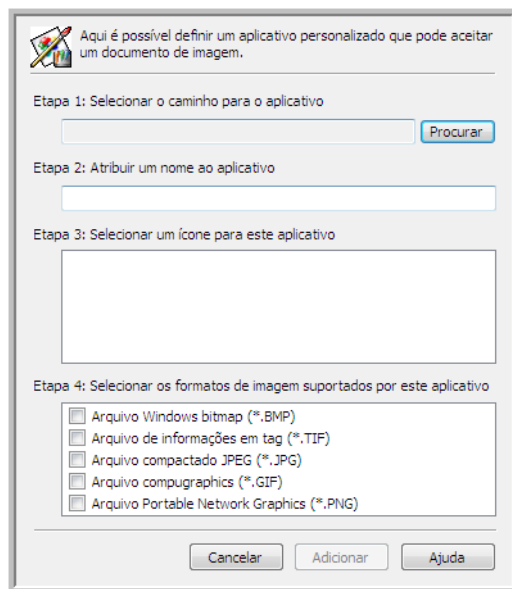 Aqui é possível definir um aplicativo personalizado que pode aceitar
um documento de imagem.
Etapa 1: Selecionar o caminho para o aplicativo
Procurar
Etapa 2: Atribuir um nome ao aplicativo
Etapa 3: Selecionar um ícone para este aplicativo
Etapa 4: Selecionar os formatos de imagem suportados por este aplicativo
Arquivo Windows bitmap (*.BMP)
Arquivo de informações em tag (*.TIF)
Arquivo compactado JPEG (*.JPG)
Arquivo compugraphics (*.GIF)
Arquivo Portable Network Graphics (*.PNG)
Cancelar Adicionar Ajuda